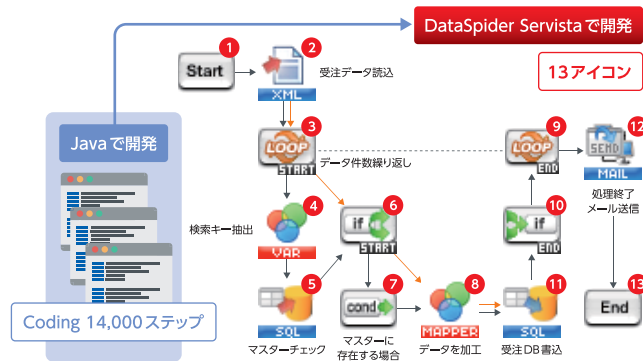 DataSpider Servistaで開発
13アイコン
Javaで開発
Coding 14,000ステップ
1
Start
2
XML
受注データ読込
3
LOOP
START
データ件数繰り返し
4
VAR
検索キー抽出
5
SQL
マスターチェック
6
if
START
7
cond
マスターに
存在する場合
8
MAPPER
データを加工
9
LOOP
END
10
if
END
11
SQL
受注DB書込
12
SEND
MAIL
処理終了
メール送信
13
End